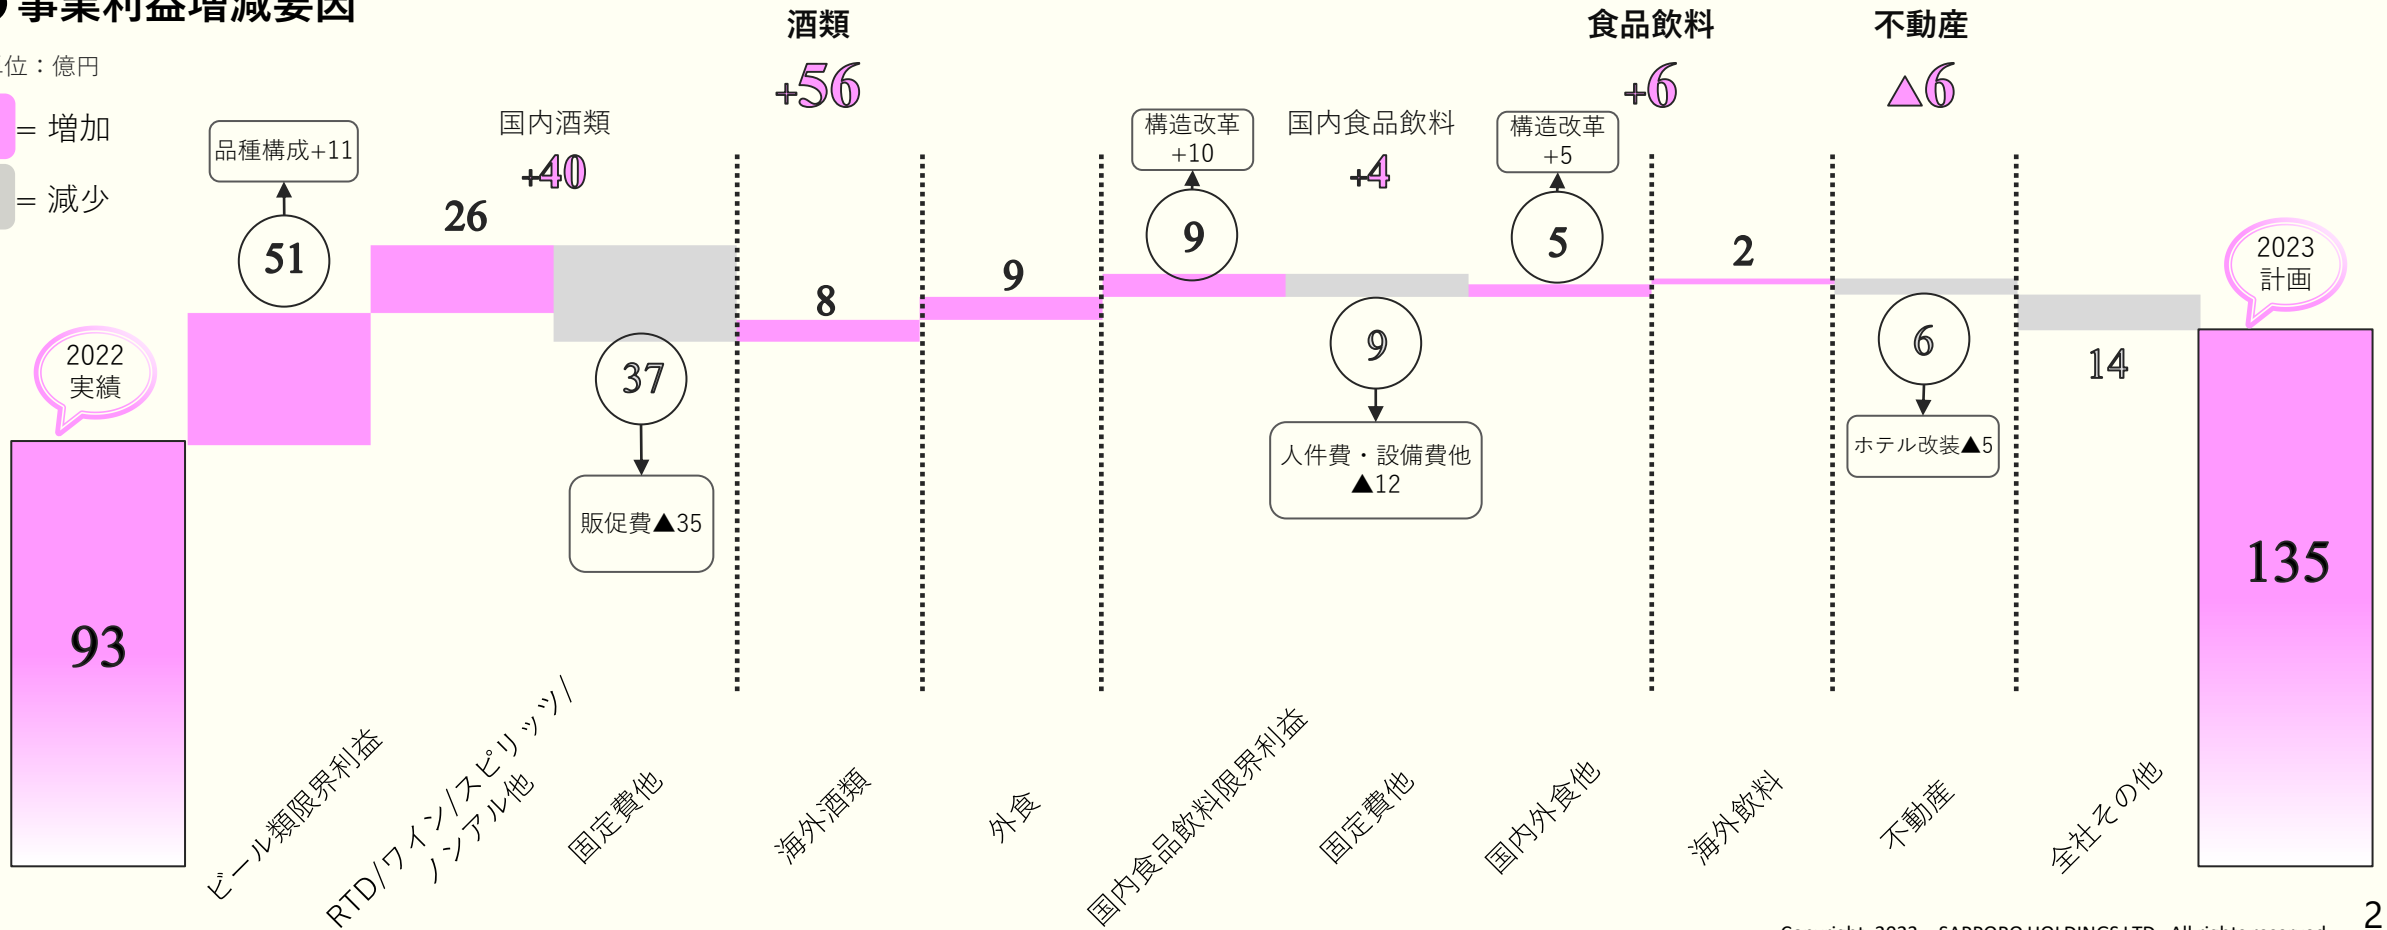 事業利益増減要因
位：億円
= 増加
= 減少
酒類
+56
食品飲料
+6
不動産
▲6
国内酒類
+40
国内食品飲料
+4
品種構成+11
51
26
37
販促費▲35
8
9
構造改革
+10
9
9
人件費・設備費他
▲12
構造改革
+5
5
2
6
ホテル改装▲5
14
2022
実績
93
2023
計画
135
ビール類限界利益
RTD/ワイン/スピリッツ/
ノンアル他
固定費他
海外酒類
外食
国内食品飲料限界利益
固定費他
国内外食他
海外飲料
不動産
全社その他
2